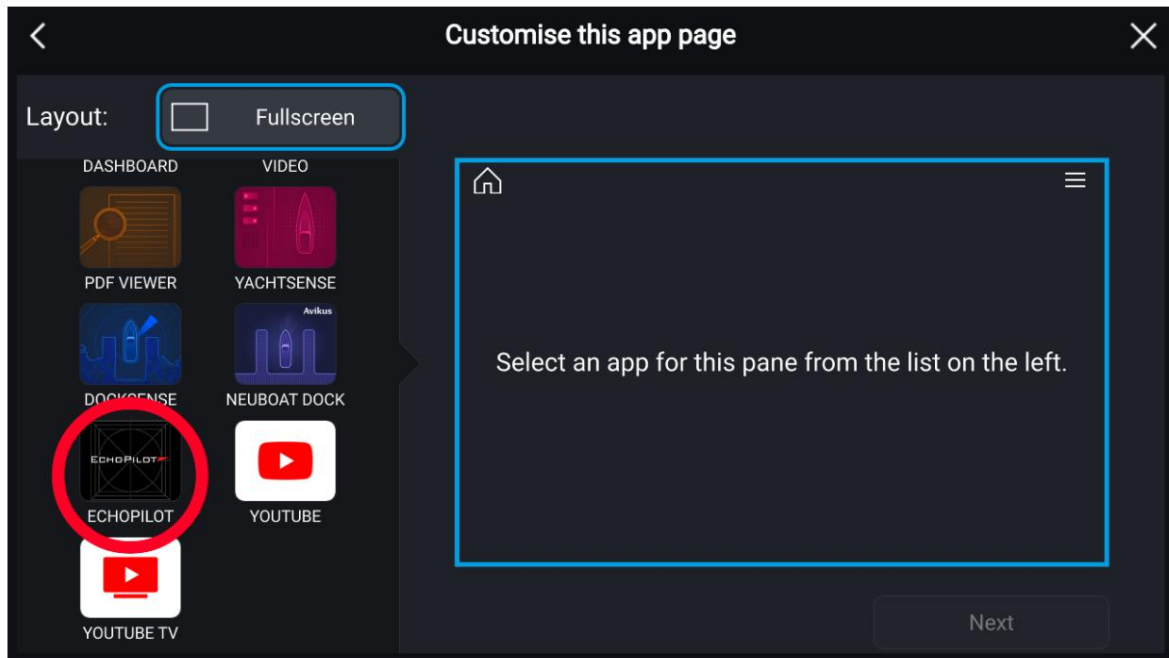 Customise this app page
Layout:
Fullscreen
DASHBOARD
VIDEO
PDF VIEWER
YACHTSENSE
Avikus
DOCKSENSE
NEUBOAT DOCK
ECHOPILOT
ECHOPILOT
YOUTUBE
YOUTUBE TV
Select an app for this pane from the list on the left.
Next